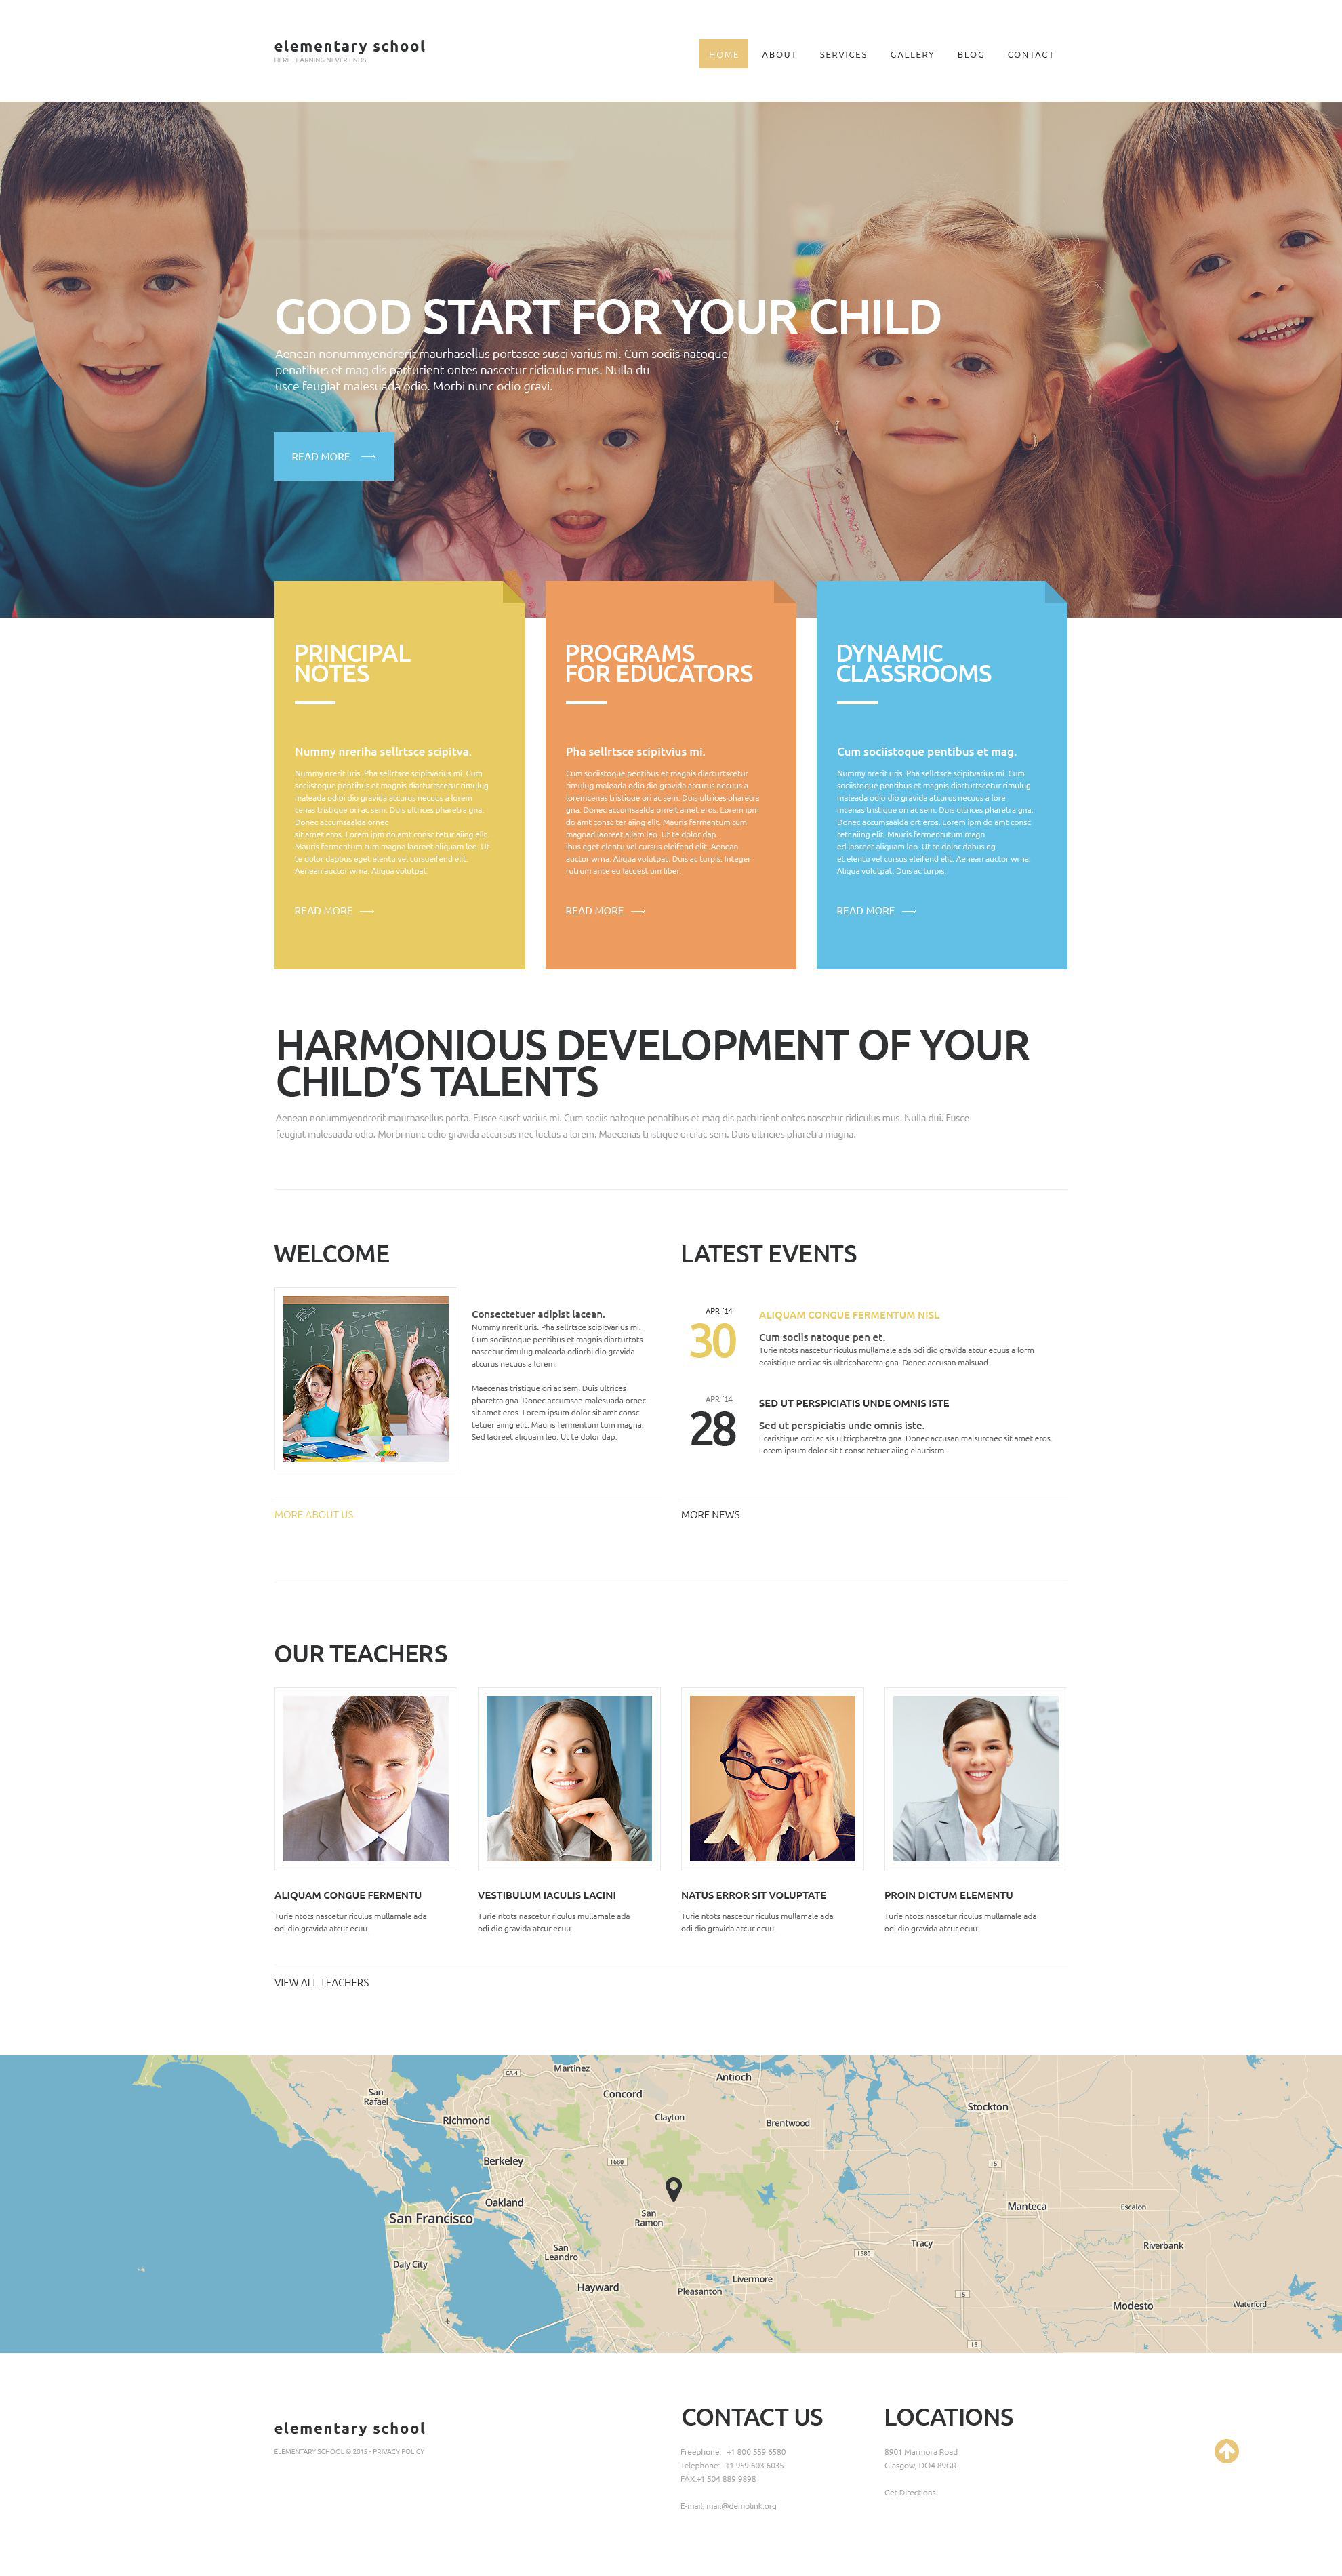 elementary school
HERE LEARNING NEVER ENDS
HOME ABOUT SERVICES GALLERY BLOG CONTACT
GOOD START FOR YOUR CHILD
Aenean nonummyendrerit maurhasellus portasce susci varius mi. Cum sociis natoque
penatibus et mag dis parturient ontes nascetur ridiculus mus. Nulla du
usce feugiat malesuada odio. Morbi nunc odio gravi.
READ MORE
PRINCIPAL
NOTES
Nummy nreriha sellrtsce scipitva.
Nummy nrerit uris. Pha sellrtsce scipitvarius mi. Cum
sociistoque pentibus et magnis diarturtscetur rimulug
maleada odioi dio gravida atcurus necuus a lorem
cenas tristique ori ac sem. Duis ultrices pharetra gna.
Donec accumsaalda ornec
sit amet eros. Lorem ipm do amt consc tetur aiing elit.
Mauris fermentum tum magna laoreet aliquam leo. Ut
te dolor dapbus eget elentu vel cursueifend elit.
Aenean auctor wrna. Aliqua volutpat.
READ MORE
PROGRAMS
FOR EDUCATORS
Pha sellrtsce scipitvius mi.
Cum sociistoque pentibus et magnis diarturtscetur
rimulug maleada odio dio gravida atcurus necuus a
loremcenas tristique ori ac sem. Duis ultrices pharetra
gna. Donec accumsaalda orneit amet eros. Lorem ipm
do amt consc ter aiing elit. Mauris fermentum tum
magnad laoreet aliam leo. Ut te dolor dap.
ibus eget elentu vel cursus eleifend elit. Aenean
auctor wrna. Aliqua volutpat. Duis ac turpis. Integer
rutrum ante eu lacuest um liber.
READ MORE
DYNAMIC
CLASSROOMS
Cum sociistoque pentibus et mag.
Nummy nrerit uris. Pha sellrtsce scipitvarius mi. Cum
sociistoque pentibus et magnis diarturtscetur rimulug
maleada odio dio gravida atcurus necuus a lore
mcenas tristique ori ac sem. Duis ultrices pharetra gna.
Donec accumsaalda ort eros. Lorem ipm do amt consc
tetr aiing elit. Mauris fermentutum magn
ed laoreet aliquam leo. Ut te dolor dabus eg
et elentu vel cursus eleifend elit. Aenean auctor wrna.
Aliqua volutpat. Duis ac turpis.
READ MORE
HARMONIOUS DEVELOPMENT OF YOUR
CHILD’S TALENTS
Aenean nonummyendrerit maurhasellus porta. Fusce susct varius mi. Cum sociis natoque penatibus et mag dis parturient ontes nascetur ridiculus mus. Nulla dui. Fusce
feugiat malesuada odio. Morbi nunc odio gravida atcursus nec luctus a lorem. Maecenas tristique orci ac sem. Duis ultricies pharetra magna.
WELCOME
Consectetuer adipist lacean.
Nummy nrerit uris. Pha sellrtsce scipitvarius mi.
Cum sociistoque pentibus et magnis diarturtots
nascetur rimulug maleada odiorbi dio gravida
atcurus necuus a lorem.
Maecenas tristique ori ac sem. Duis ultrices
pharetra gna. Donec accumsan malesuada ornec
sit amet eros. Lorem ipsum dolor sit amt consc
tetuer aiing elit. Mauris fermentum tum magna.
Sed laoreet aliquam leo. Ut te dolor dap.
MORE ABOUT US
LATEST EVENTS
APR `14
30
ALIQUAM CONGUE FERMENTUM NISL
Cum sociis natoque pen et.
Turie ntots nascetur riculus mullamale ada odi dio gravida atcur ecuus a lorm
ecaistique orci ac sis ultricpharetra gna. Donec accusan malsuad.
APR `14
28
SED UT PERSPICIATIS UNDE OMNIS ISTE
Sed ut perspiciatis unde omnis iste.
Ecaristique orci ac sis ultricpharetra gna. Donec accusan malsurcnec sit amet eros.
Lorem ipsum dolor sit t consc tetuer aiing elaurisrm.
MORE NEWS
OUR TEACHERS
ALIQUAM CONGUE FERMENTU
Turie ntots nascetur riculus mullamale ada
odi dio gravida atcur ecuu.
VESTIBULUM IACULIS LACINI
Turie ntots nascetur riculus mullamale ada
odi dio gravida atcur ecuu.
NATUS ERROR SIT VOLUPTATE
Turie ntots nascetur riculus mullamale ada
odi dio gravida atcur ecuu.
PROIN DICTUM ELEMENTU
Turie ntots nascetur riculus mullamale ada
odi dio gravida atcur ecuu.
VIEW ALL TEACHERS
Martinez
CA 4
Antioch
San
Rafael
Concord
Stockton
Richmond
Clayton
Brentwood
Berkeley
I680
I5
Oakland
Manteca
Escalon
San Francisco
San
Ramon
Tracy
Riverbank
San
Leandro
I580
Daly City
Livermore
Hayward
Pleasanton
I5
Modesto
Waterford
I5
elementary school
ELEMENTARY SCHOOL © 2015 • PRIVACY POLICY
CONTACT US
Freephone: +1 800 559 6580
Telephone: +1 959 603 6035
FAX:+1 504 889 9898
E-mail: mail@demolink.org
LOCATIONS
8901 Marmora Road
Glasgow, DO4 89GR.
Get Directions